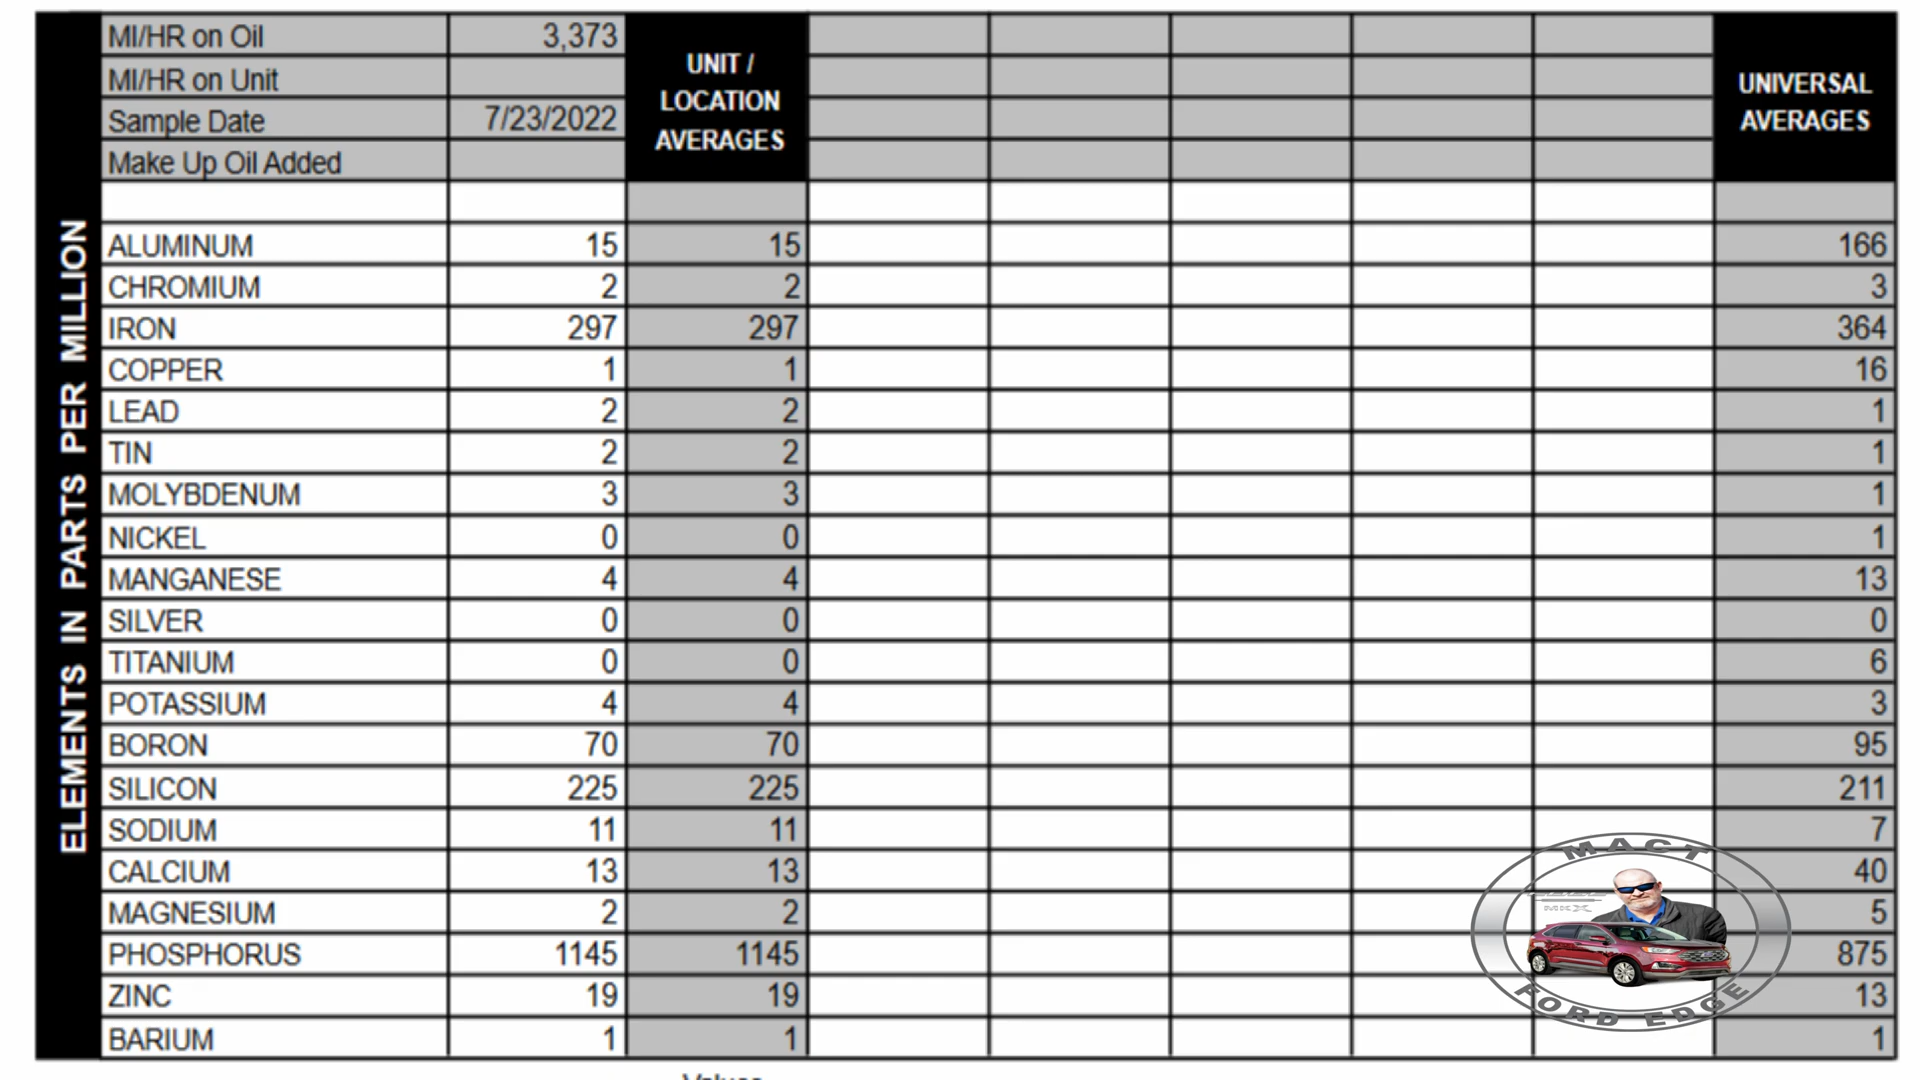 MI/HR on Oil 3,373
MI/HR on Unit
Sample Date 7/23/2022
Make Up Oil Added
UNIT /
LOCATION
AVERAGES
UNIVERSAL
AVERAGES
ELEMENTS IN PARTS PER MILLION
ALUMINUM 15 15 166
CHROMIUM 2 2 3
IRON 297 297 364
COPPER 1 1 16
LEAD 2 2 1
TIN 2 2 1
MOLYBDENUM 3 3 1
NICKEL 0 0 1
MANGANESE 4 4 13
SILVER 0 0 0
TITANIUM 0 0 6
POTASSIUM 4 4 3
BORON 70 70 95
SILICON 225 225 211
SODIUM 11 11 7
CALCIUM 13 13 40
MAGNESIUM 2 2 5
PHOSPHORUS 1145 1145 875
ZINC 19 19 13
BARIUM 1 1 1
MACT
MKX
FORD EDGE